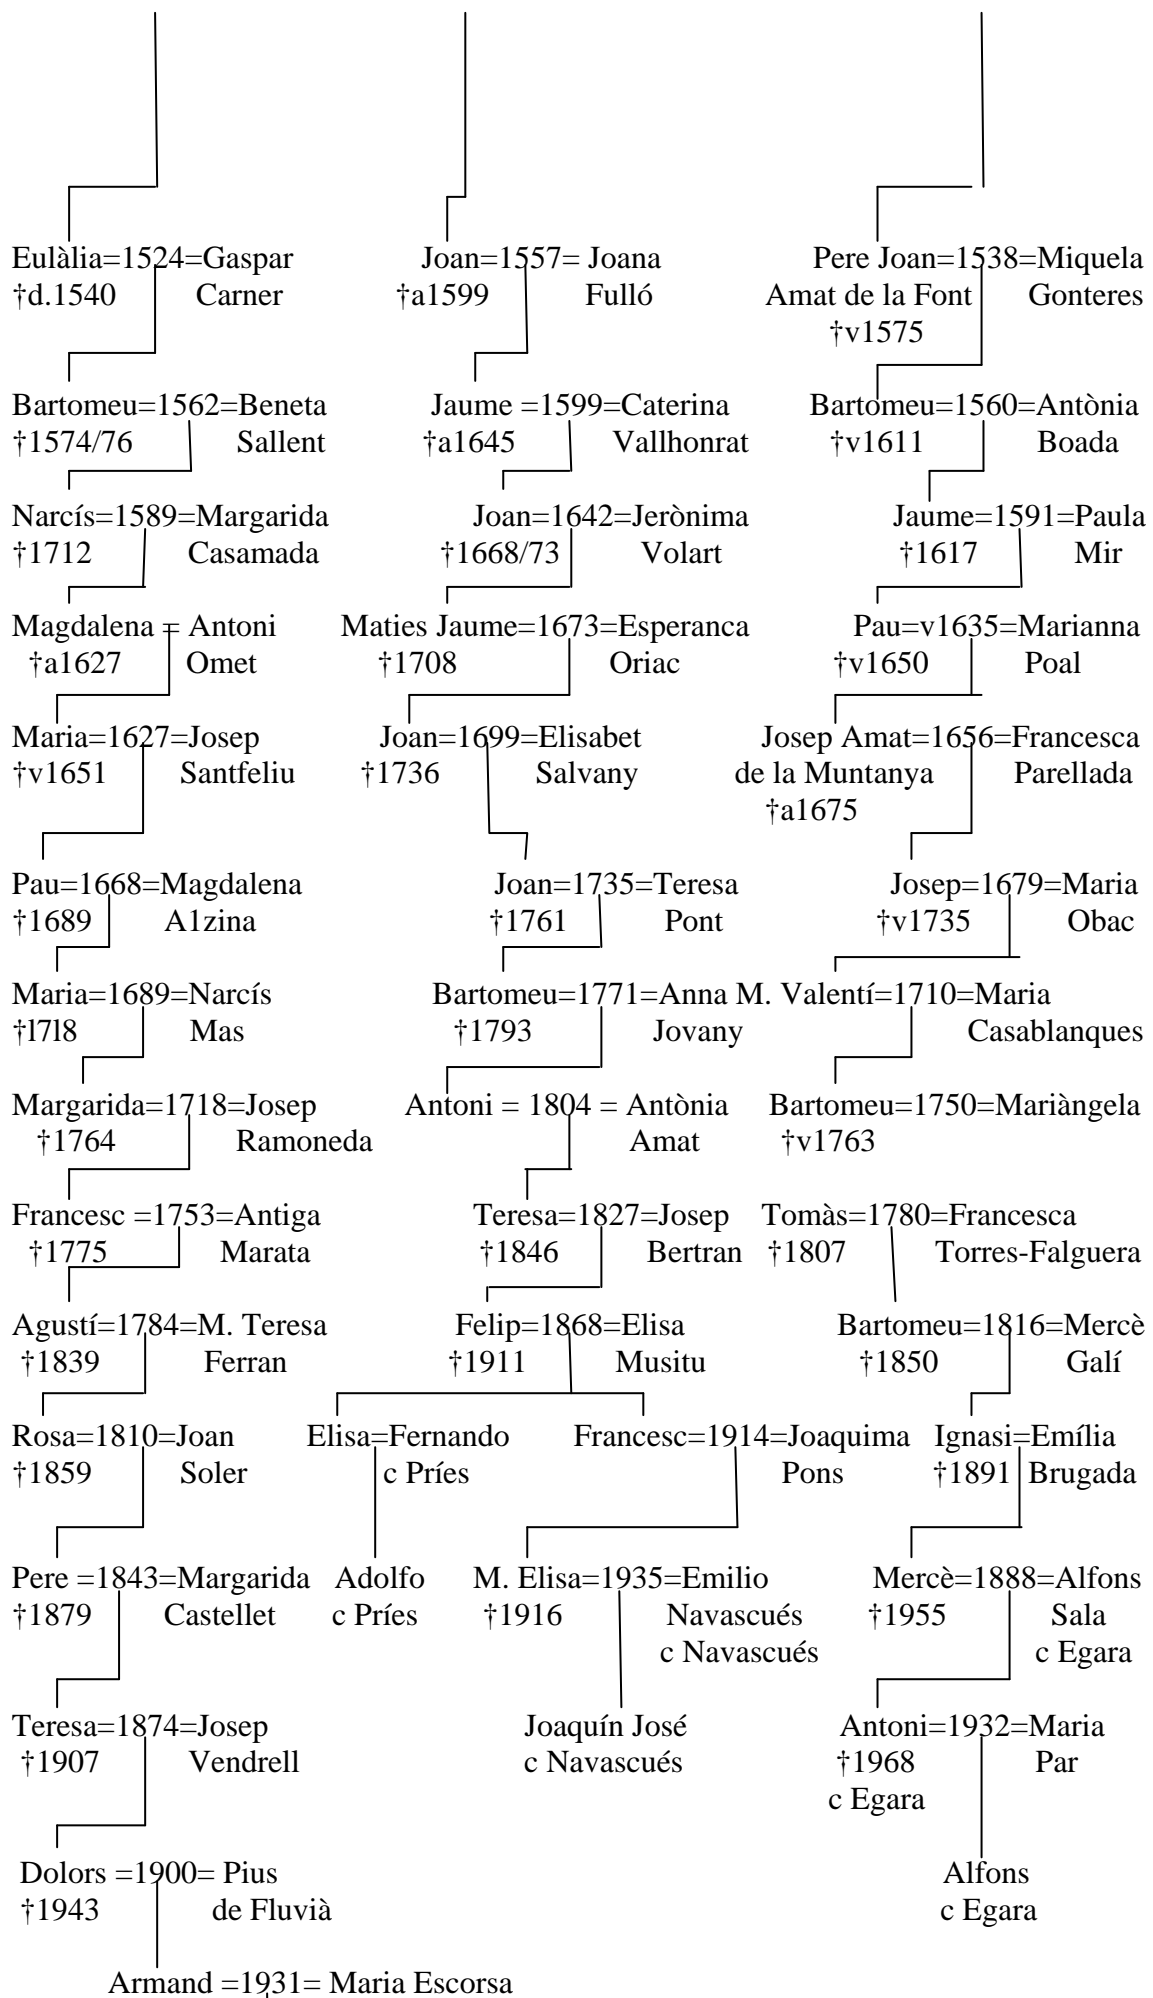 Eulàlia=1524=Gaspar Joan=1557= Joana Pere Joan=1538=Miquela
†d.1540 Carner †a1599 Fulló Amat de la Font Gonteres
†v1575
Bartomeu=1562=Beneta Jaume =1599=Caterina Bartomeu=1560=Antònia
†1574/76 Sallent †a1645 Vallhonrat †v1611 Boada
Narcís=1589=Margarida Joan=1642=Jerònima Jaume=1591=Paula
†1712 Casamada †1668/73 Volart †1617 Mir
Magdalena = Antoni Maties Jaume=1673=Esperanca Pau=v1635=Marianna
†a1627 Omet †1708 Oriac †v1650 Poal
Maria=1627=Josep Joan=1699=Elisabet Josep Amat=1656=Francesca
†v1651 Santfeliu †1736 Salvany de la Muntanya Parellada
†a1675
Pau=1668=Magdalena Joan=1735=Teresa Josep=1679=Maria
†1689 A1zina †1761 Pont †v1735 Obac
Maria=1689=Narcís Bartomeu=1771=Anna M. Valentí=1710=Maria
†l7l8 Mas †1793 Jovany Casablanques
Margarida=1718=Josep Antoni = 1804 = Antònia Bartomeu=1750=Mariàngela
†1764 Ramoneda Amat †v1763
Francesc =1753=Antiga Teresa=1827=Josep Tomàs=1780=Francesca
†1775 Marata †1846 Bertran †1807 Torres-Falguera
Agustí=1784=M. Teresa Felip=1868=Elisa Bartomeu=1816=Mercè
†1839 Ferran †1911 Musitu †1850 Galí
Rosa=1810=Joan Elisa=Fernando Francesc=1914=Joaquima Ignasi=Emília
†1859 Soler c Príes Pons †1891 Brugada
Pere =1843=Margarida Adolfo M. Elisa=1935=Emilio Mercè=1888=Alfons
†1879 Castellet c Príes †1916 Navascués †1955 Sala
c Navascués c Egara
Teresa=1874=Josep Joaquín José Antoni=1932=Maria
†1907 Vendrell c Navascués †1968 Par
c Egara
Dolors =1900= Pius Alfons
†1943 de Fluvià c Egara
Armand =1931= Maria Escorsa